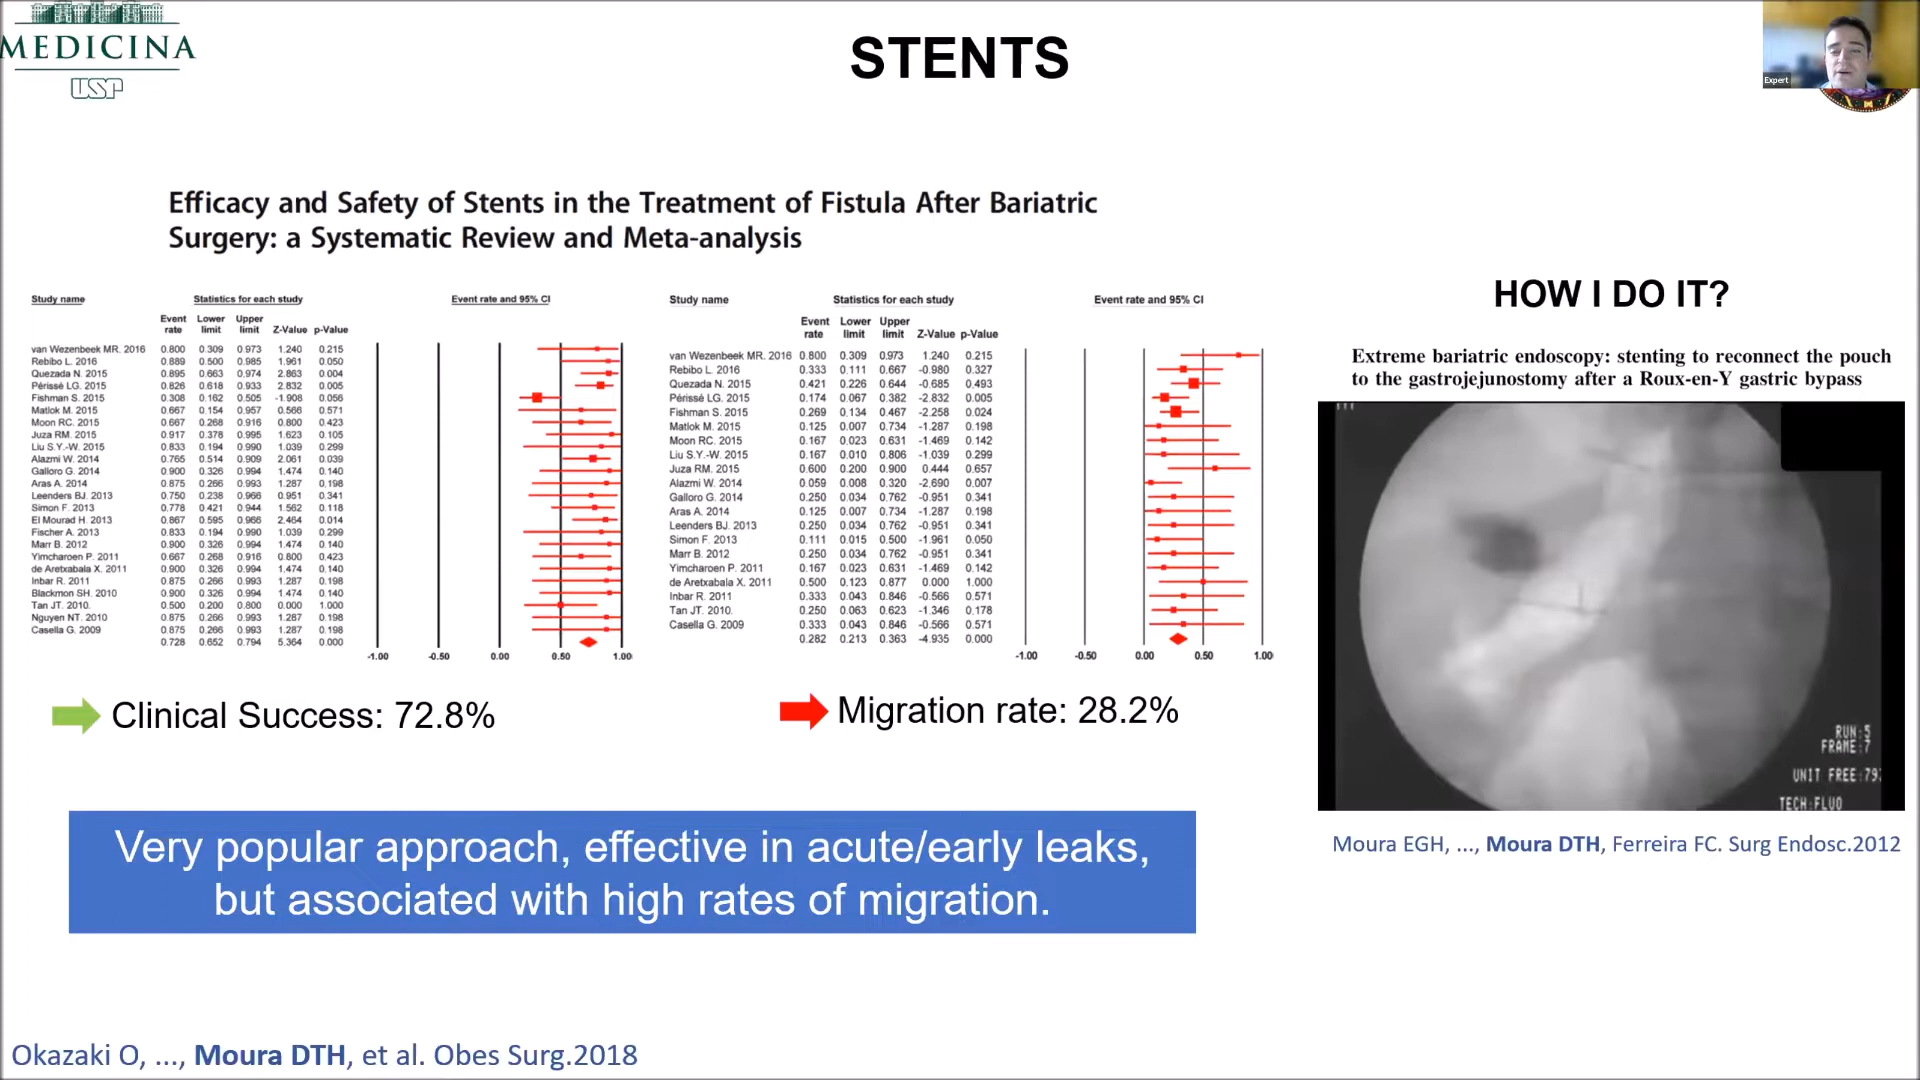 MEDICINA
USP
STENTS
Expert
Efficacy and Safety of Stents in the Treatment of Fistula After Bariatric
Surgery: a Systematic Review and Meta-analysis
Study name Statistics for each study Event rate and 95% CI
Event rate Lower limit Upper limit Z-Value p-Value
van Wezenbeek MR. 2016 0.800 0.309 0.973 1.240 0.215
Rebibo L. 2016 0.889 0.500 0.985 1.961 0.050
Quezada N. 2015 0.895 0.663 0.974 2.863 0.004
Périssé LG. 2015 0.826 0.618 0.933 2.832 0.005
Fishman S. 2015 0.308 0.162 0.505 -1.908 0.056
Matlok M. 2015 0.667 0.154 0.957 0.566 0.571
Moon RC. 2015 0.667 0.268 0.916 0.800 0.423
Juza RM. 2015 0.917 0.378 0.995 1.623 0.105
Liu S.Y.-W. 2015 0.833 0.194 0.990 1.039 0.299
Alazmi W. 2014 0.765 0.514 0.909 2.061 0.039
Galloro G. 2014 0.900 0.326 0.994 1.474 0.140
Aras A. 2014 0.875 0.266 0.993 1.287 0.198
Leenders BJ. 2013 0.750 0.238 0.966 0.951 0.341
Simon F. 2013 0.778 0.421 0.944 1.562 0.118
El Mourad H. 2013 0.867 0.595 0.966 2.464 0.014
Fischer A. 2013 0.833 0.194 0.990 1.039 0.299
Marr B. 2012 0.900 0.326 0.994 1.474 0.140
Yimcharoen P. 2011 0.667 0.268 0.916 0.800 0.423
de Aretxabala X. 2011 0.900 0.326 0.994 1.474 0.140
Inbar R. 2011 0.875 0.266 0.993 1.287 0.198
Blackmon SH. 2010 0.900 0.326 0.994 1.474 0.140
Tan JT. 2010. 0.500 0.200 0.800 0.000 1.000
Nguyen NT. 2010 0.875 0.266 0.993 1.287 0.198
Casella G. 2009 0.875 0.266 0.993 1.287 0.198
0.728 0.652 0.794 5.364 0.000
-1.00 -0.50 0.00 0.50 1.00
Clinical Success: 72.8%
Study name Statistics for each study Event rate and 95% CI
Event rate Lower limit Upper limit Z-Value p-Value
van Wezenbeek MR. 2016 0.800 0.309 0.973 1.240 0.215
Rebibo L. 2016 0.333 0.111 0.667 -0.980 0.327
Quezada N. 2015 0.421 0.226 0.644 -0.685 0.493
Périssé LG. 2015 0.174 0.067 0.382 -2.832 0.005
Fishman S. 2015 0.269 0.134 0.467 -2.258 0.024
Matlok M. 2015 0.125 0.007 0.734 -1.287 0.198
Moon RC. 2015 0.167 0.023 0.631 -1.469 0.142
Liu S.Y.-W. 2015 0.167 0.010 0.806 -1.039 0.299
Juza RM. 2015 0.600 0.200 0.900 0.444 0.657
Alazmi W. 2014 0.059 0.008 0.320 -2.690 0.007
Galloro G. 2014 0.250 0.034 0.762 -0.951 0.341
Aras A. 2014 0.125 0.007 0.734 -1.287 0.198
Leenders BJ. 2013 0.250 0.034 0.762 -0.951 0.341
Simon F. 2013 0.111 0.015 0.500 -1.961 0.050
Marr B. 2012 0.250 0.034 0.762 -0.951 0.341
Yimcharoen P. 2011 0.167 0.023 0.631 -1.469 0.142
de Aretxabala X. 2011 0.500 0.123 0.877 0.000 1.000
Inbar R. 2011 0.333 0.043 0.846 -0.566 0.571
Tan JT. 2010. 0.250 0.063 0.623 -1.346 0.178
Casella G. 2009 0.333 0.043 0.846 -0.566 0.571
0.282 0.213 0.363 -4.935 0.000
-1.00 -0.50 0.00 0.50 1.00
Migration rate: 28.2%
Very popular approach, effective in acute/early leaks,
but associated with high rates of migration.
HOW I DO IT?
Extreme bariatric endoscopy: stenting to reconnect the pouch
to the gastrojejunostomy after a Roux-en-Y gastric bypass
RUN:5
FRAME:7
UNIT FREE:79
TECH:FLUO
Moura EGH, ..., Moura DTH, Ferreira FC. Surg Endosc.2012
Okazaki O, ..., Moura DTH, et al. Obes Surg.2018